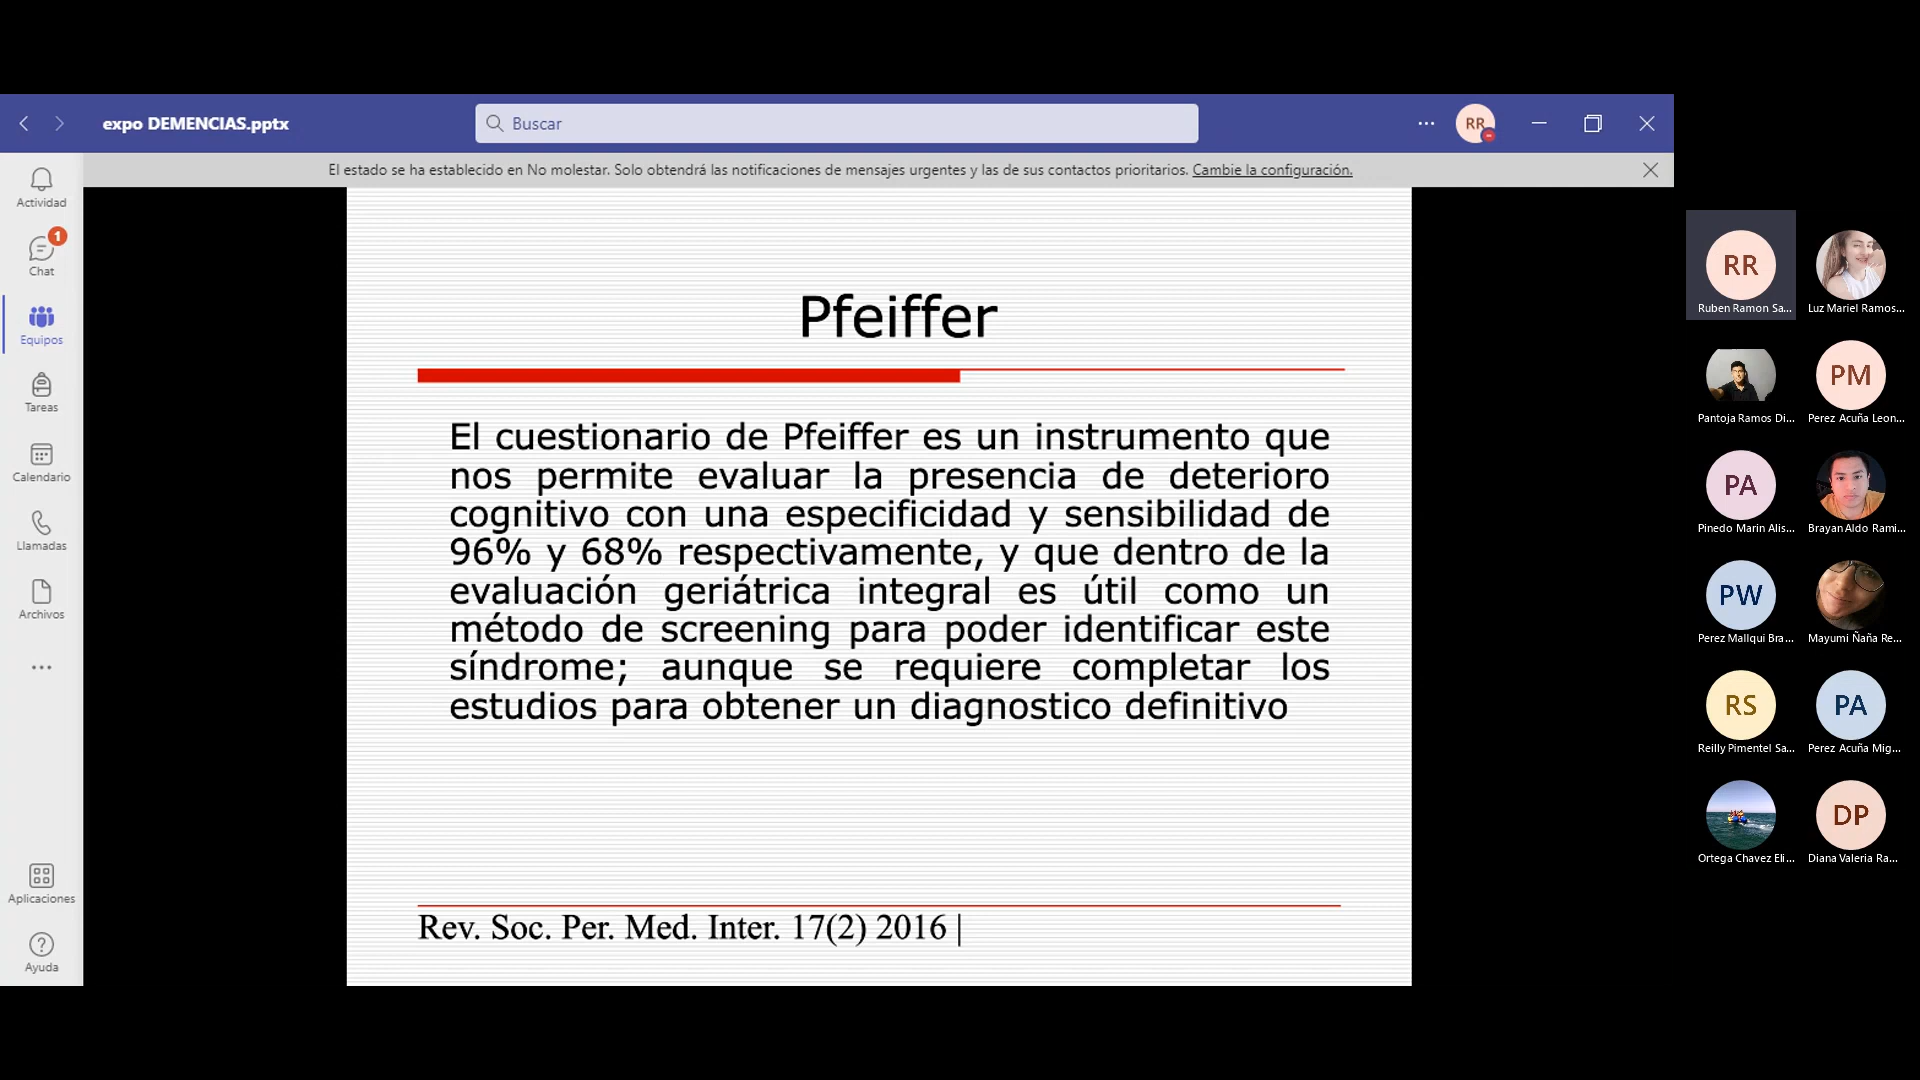 expo DEMENCIAS.pptx
Buscar
RR
El estado se ha establecido en No molestar. Solo obtendrá las notificaciones de mensajes urgentes y las de sus contactos prioritarios. Cambie la configuración.
Actividad
1
Chat
Equipos
Tareas
Calendario
Llamadas
Archivos
Aplicaciones
Ayuda
Pfeiffer
El cuestionario de Pfeiffer es un instrumento que
nos permite evaluar la presencia de deterioro
cognitivo con una especificidad y sensibilidad de
96% y 68% respectivamente, y que dentro de la
evaluación geriátrica integral es útil como un
método de screening para poder identificar este
síndrome; aunque se requiere completar los
estudios para obtener un diagnostico definitivo
Rev. Soc. Per. Med. Inter. 17(2) 2016 |
RR
Ruben Ramon Sa...
Luz Mariel Ramos...
Pantoja Ramos Di...
PM
Perez Acuña Leon...
PA
Pinedo Marin Alis...
Brayan Aldo Rami...
PW
Perez Mallqui Bra...
Mayumi Ñaña Re...
RS
Reilly Pimentel Sa...
PA
Perez Acuña Mig...
Ortega Chavez Eli...
DP
Diana Valeria Ra...